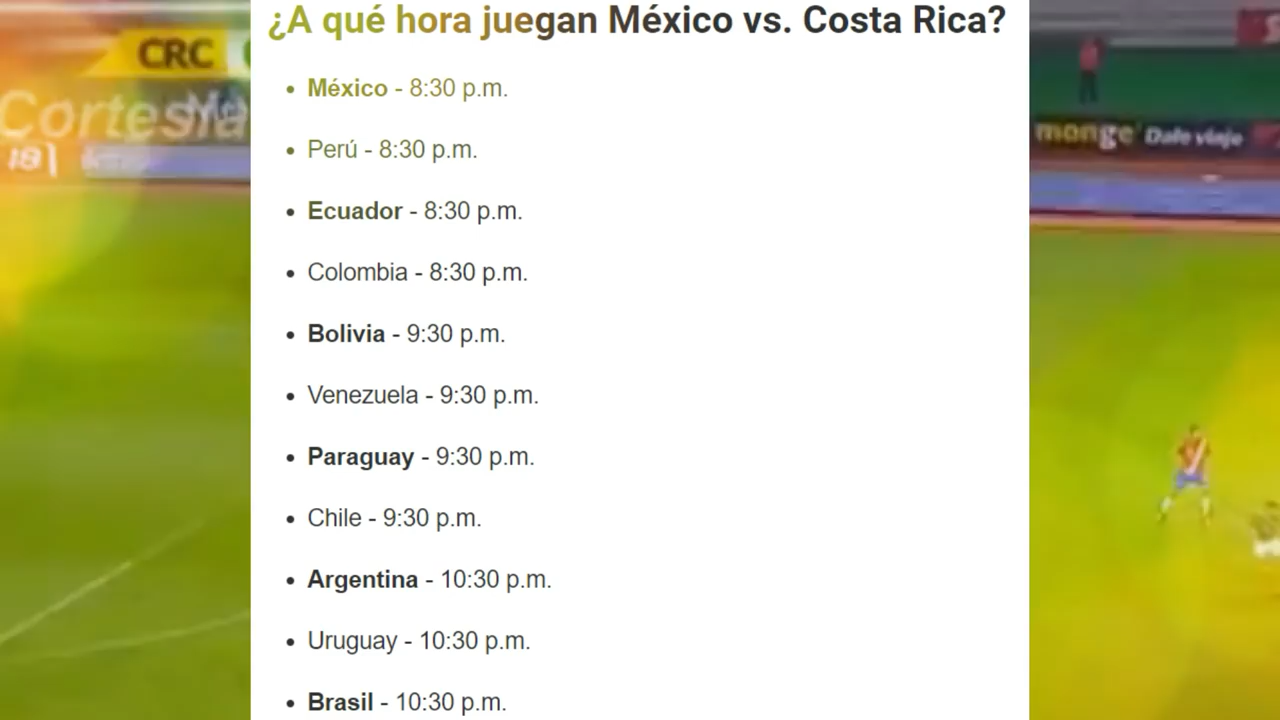 ¿A qué hora juegan México vs. Costa Rica?
CRC
Cortesía
• México - 8:30 p.m.
monge Dale viaje
18
• Perú - 8:30 p.m.
• Ecuador - 8:30 p.m.
• Colombia - 8:30 p.m.
• Bolivia - 9:30 p.m.
• Venezuela - 9:30 p.m.
• Paraguay - 9:30 p.m.
• Chile - 9:30 p.m.
• Argentina - 10:30 p.m.
• Uruguay - 10:30 p.m.
• Brasil - 10:30 p.m.